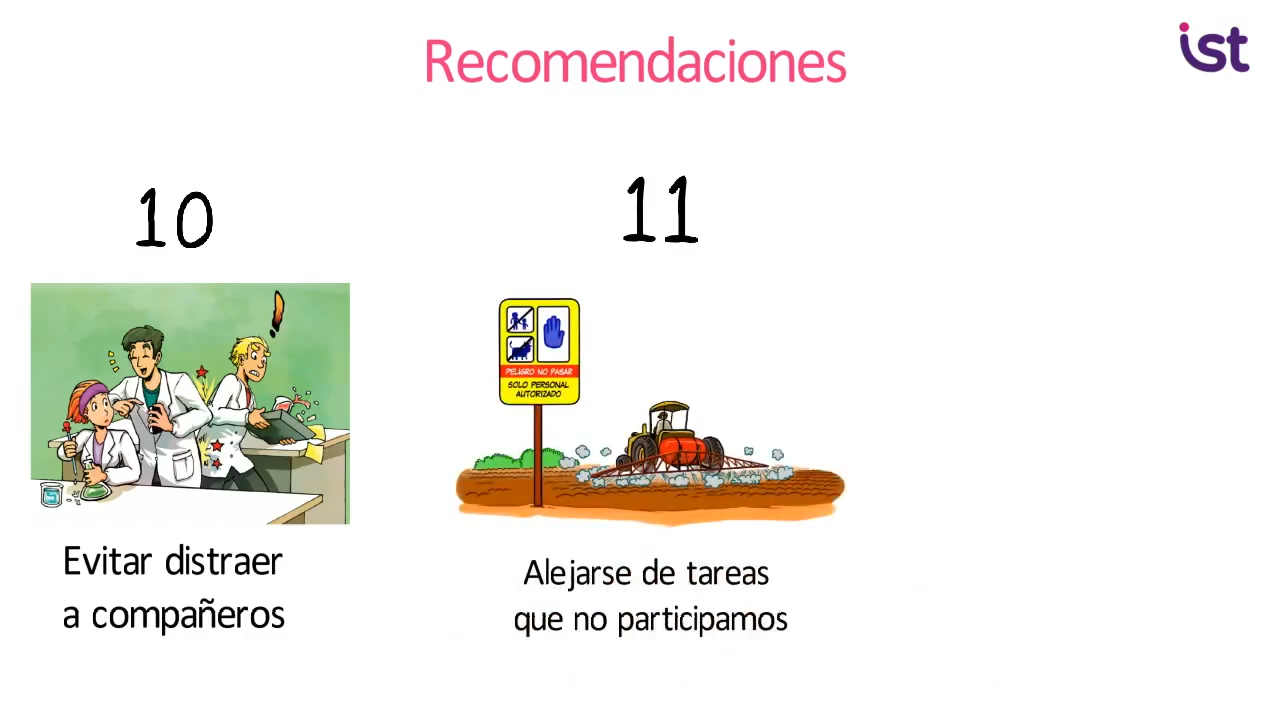 Recomendaciones
ist
10
Evitar distraer
a compañeros
11
PELIGRO NO PASAR
SOLO PERSONAL
AUTORIZADO
Alejarse de tareas
que no participamos